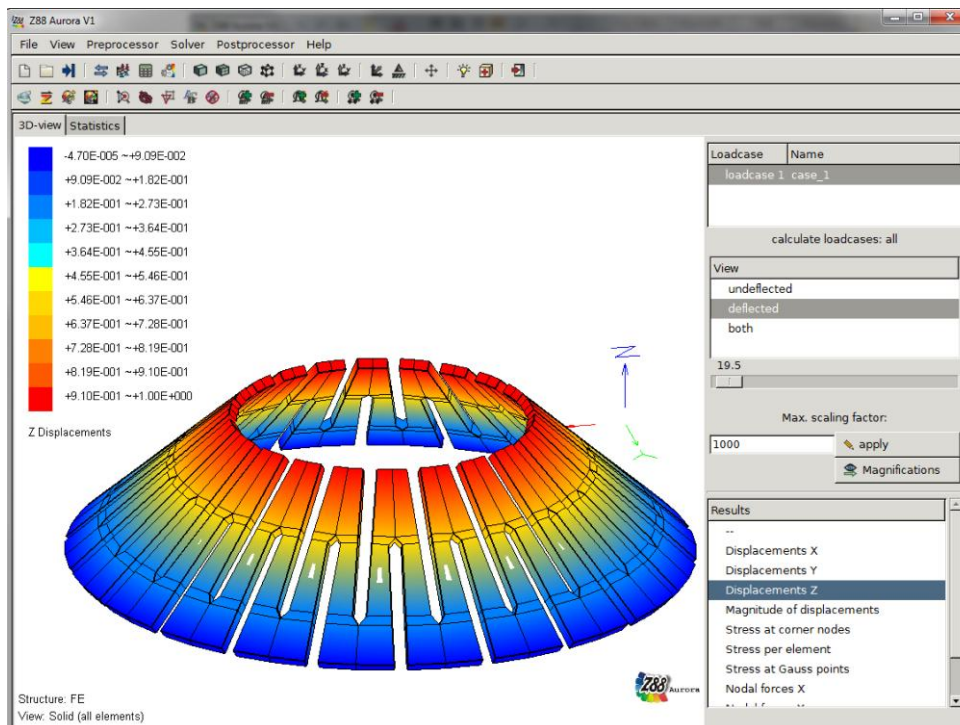 Z88 Aurora V1
File View Preprocessor Solver Postprocessor Help
3D-view Statistics
-4.70E-005 ~+9.09E-002
+9.09E-002 ~+1.82E-001
+1.82E-001 ~+2.73E-001
+2.73E-001 ~+3.64E-001
+3.64E-001 ~+4.55E-001
+4.55E-001 ~+5.46E-001
+5.46E-001 ~+6.37E-001
+6.37E-001 ~+7.28E-001
+7.28E-001 ~+8.19E-001
+8.19E-001 ~+9.10E-001
+9.10E-001 ~+1.00E+000
Z Displacements
Z
Y
Z88 Aurora
Structure: FE
View: Solid (all elements)
Loadcase Name
loadcase 1 case_1
calculate loadcases: all
View
undeflected
deflected
both
19.5
Max. scaling factor:
1000 apply
Magnifications
Results
--
Displacements X
Displacements Y
Displacements Z
Magnitude of displacements
Stress at corner nodes
Stress per element
Stress at Gauss points
Nodal forces X